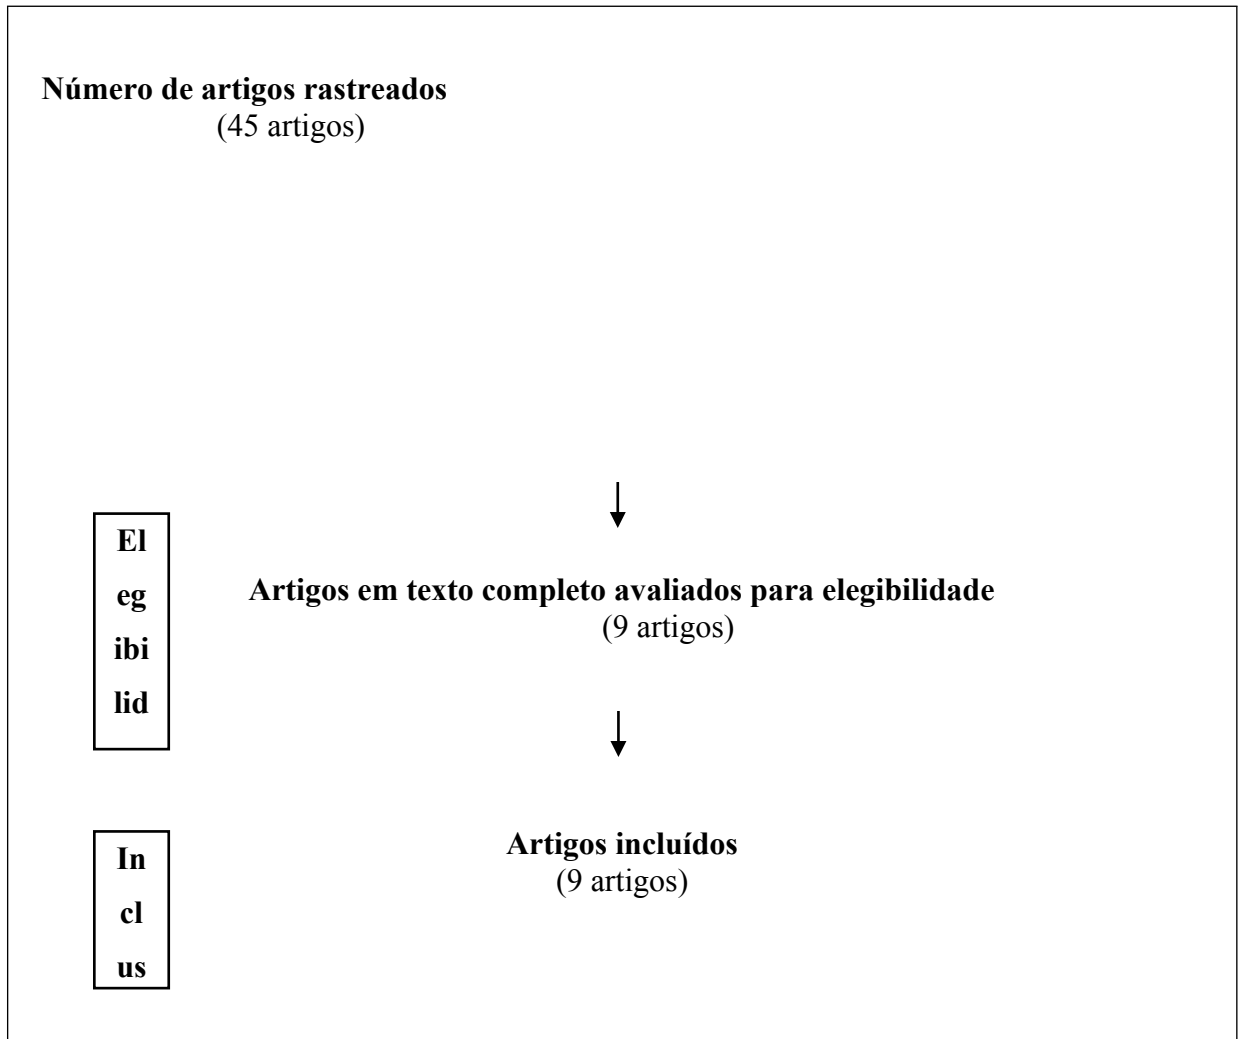 Número de artigos rastreados
(45 artigos)
El
eg
ibi
lid
Artigos em texto completo avaliados para elegibilidade
(9 artigos)
In
cl
us
Artigos incluídos
(9 artigos)